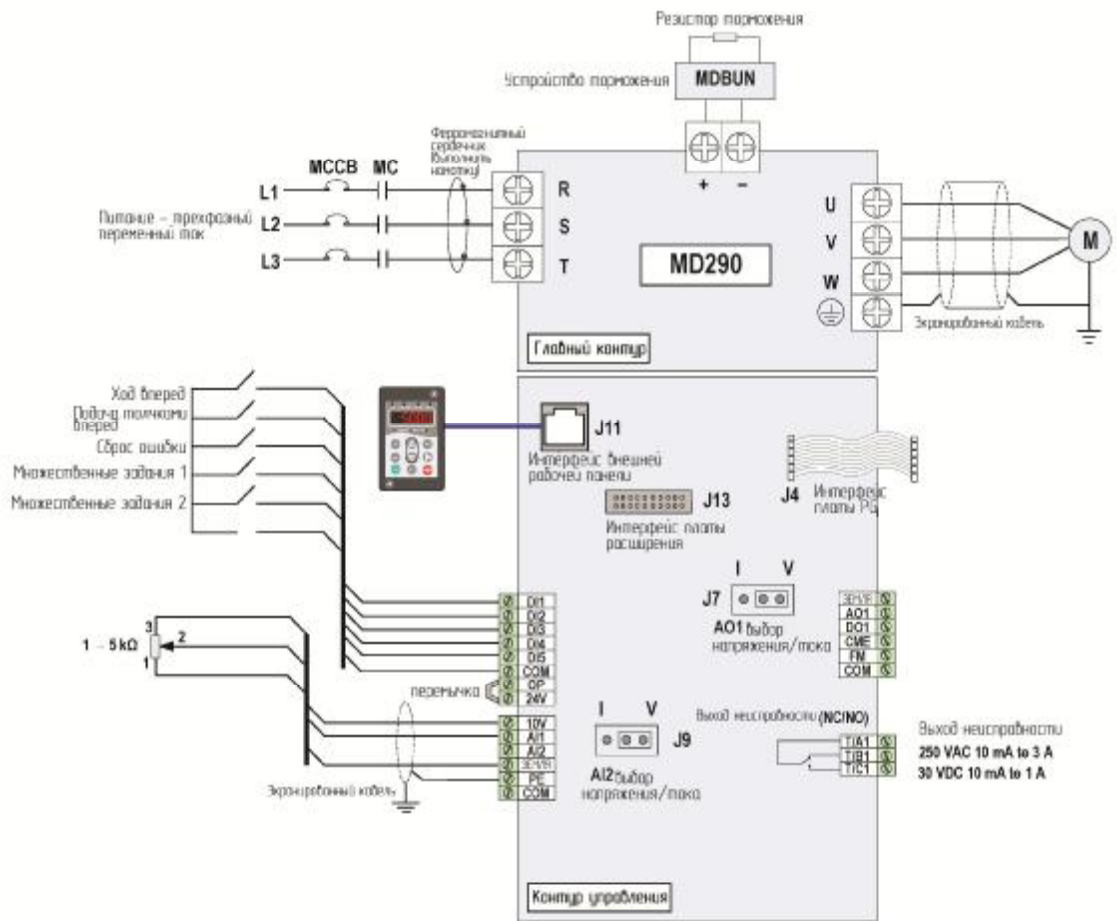 Резистор торможения
Устройство торможения
MDBUN
Ферромагнитный
сердечник
(выполнить
намотку)
MCCB MC
+ −
L1
R
U
Питание - трехфазный
переменный ток
L2
S
V
M
L3
T
MD290
W
Экранированный кабель
Главный контур
Ход вперед
Подача толчками
вперед
Сброс ошибки
Множественные задания 1
Множественные задания 2
J11
Интерфейс внешней
рабочей панели
J13
Интерфейс платы
расширения
J4
Интерфейс
платы PG
I V
J7
AO1 выбор
напряжения/тока
ЗЕМЛЯ
AO1
DO1
CME
FM
COM
DI1
DI2
DI3
DI4
DI5
COM
OP
24V
перемычка
3
1 - 5 kΩ
2
1
10V
AI1
AI2
ЗЕМЛЯ
PE
COM
Экранированный кабель
I V
J9
AI2 выбор
напряжения/тока
Выход неисправности (NC/NO)
T/A1
T/B1
T/C1
Выход неисправности
250 VAC 10 mA to 3 A
30 VDC 10 mA to 1 A
Контур управления